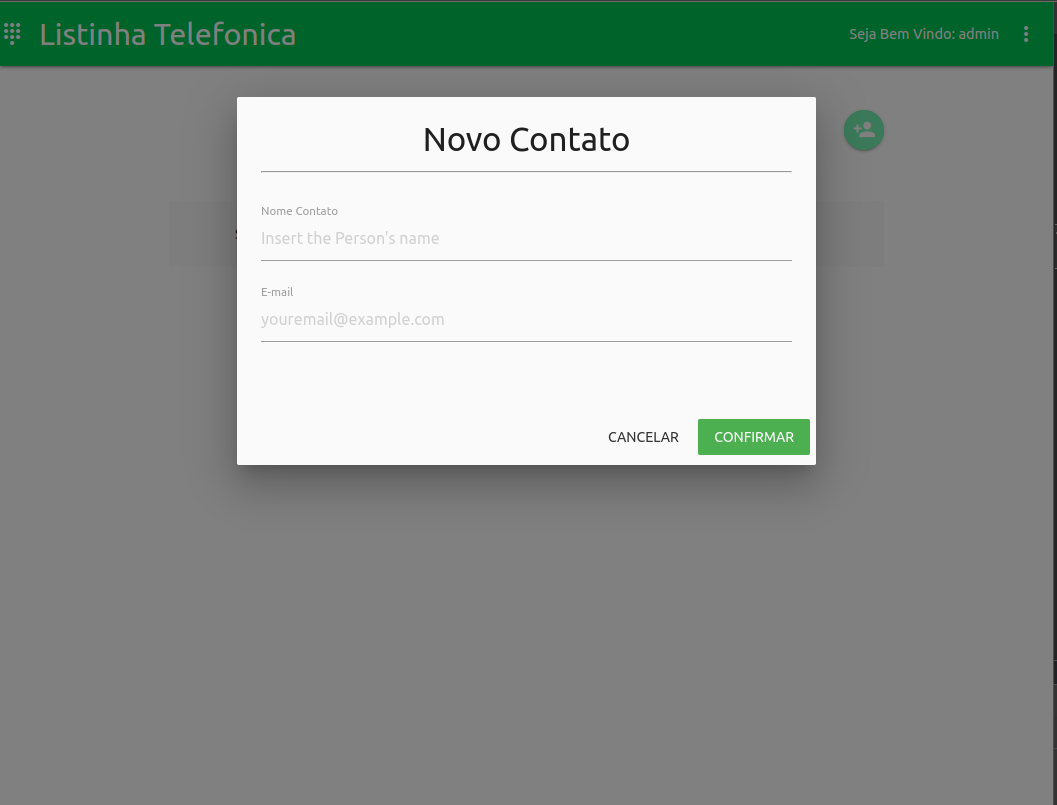 Listinha Telefonica
Seja Bem Vindo: admin
Novo Contato
Nome Contato
Insert the Person's name
E-mail
youremail@example.com
CANCELAR
CONFIRMAR